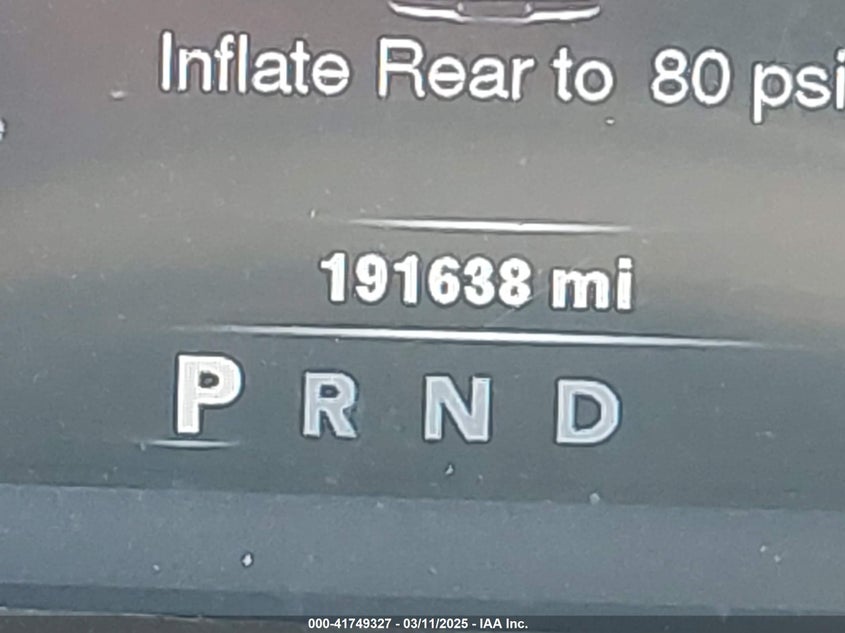 Inflate Rear to 80 psi
191638 mi
P R N D
000-41749327 - 03/11/2025 - IAA Inc.